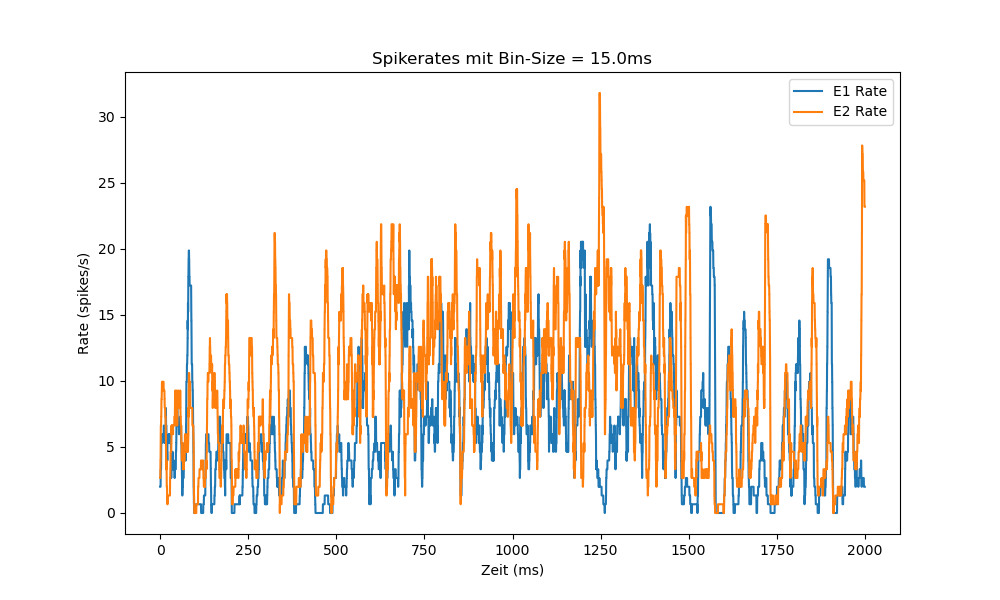 Spikerates mit Bin-Size = 15.0ms
E1 Rate
E2 Rate
Rate (spikes/s)
30
25
20
15
10
5
0
0 250 500 750 1000 1250 1500 1750 2000
Zeit (ms)